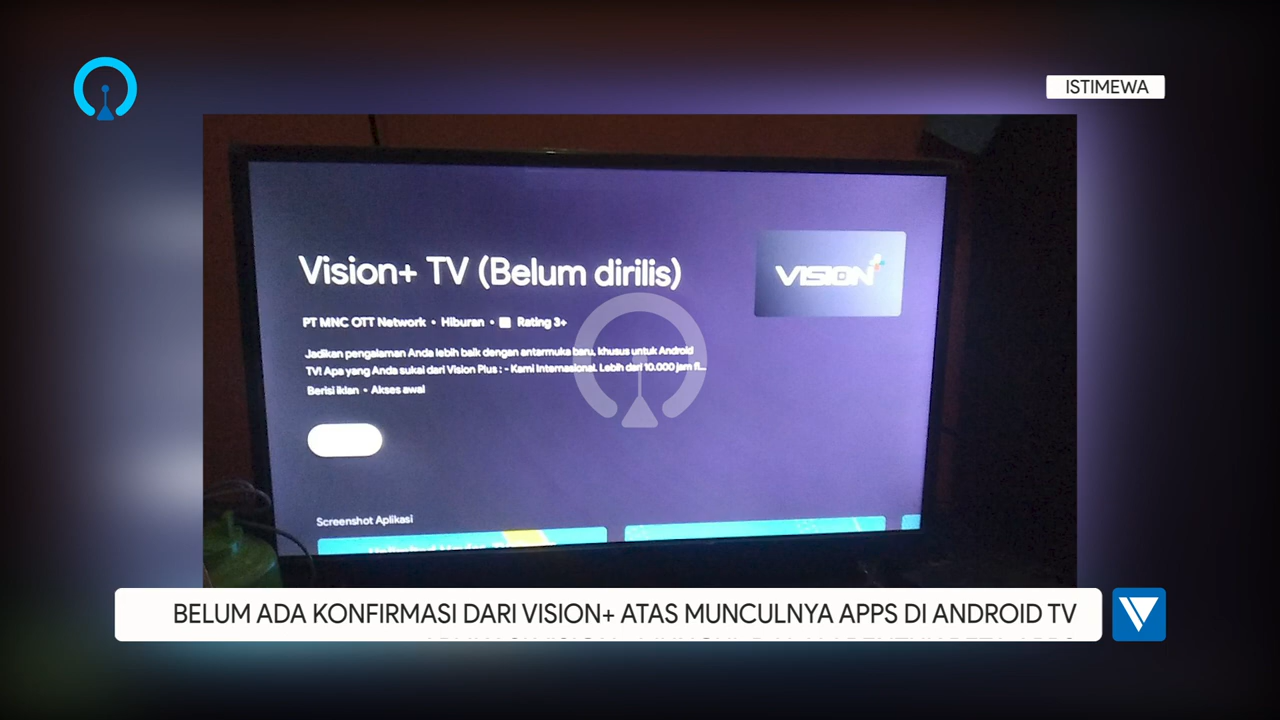 ISTIMEWA
Vision+ TV (Belum dirilis)
VISION+
PT MNC OTT Network • Hiburan • Rating 3+
Jadikan pengalaman Anda lebih baik dengan antarmuka baru, khusus untuk Android
TV! Apa yang Anda sukai dari Vision Plus : - Kami Internasional. Lebih dari 10.000 jam fi...
Berisi iklan • Akses awal
Screenshot Aplikasi
BELUM ADA KONFIRMASI DARI VISION+ ATAS MUNCULNYA APPS DI ANDROID TV